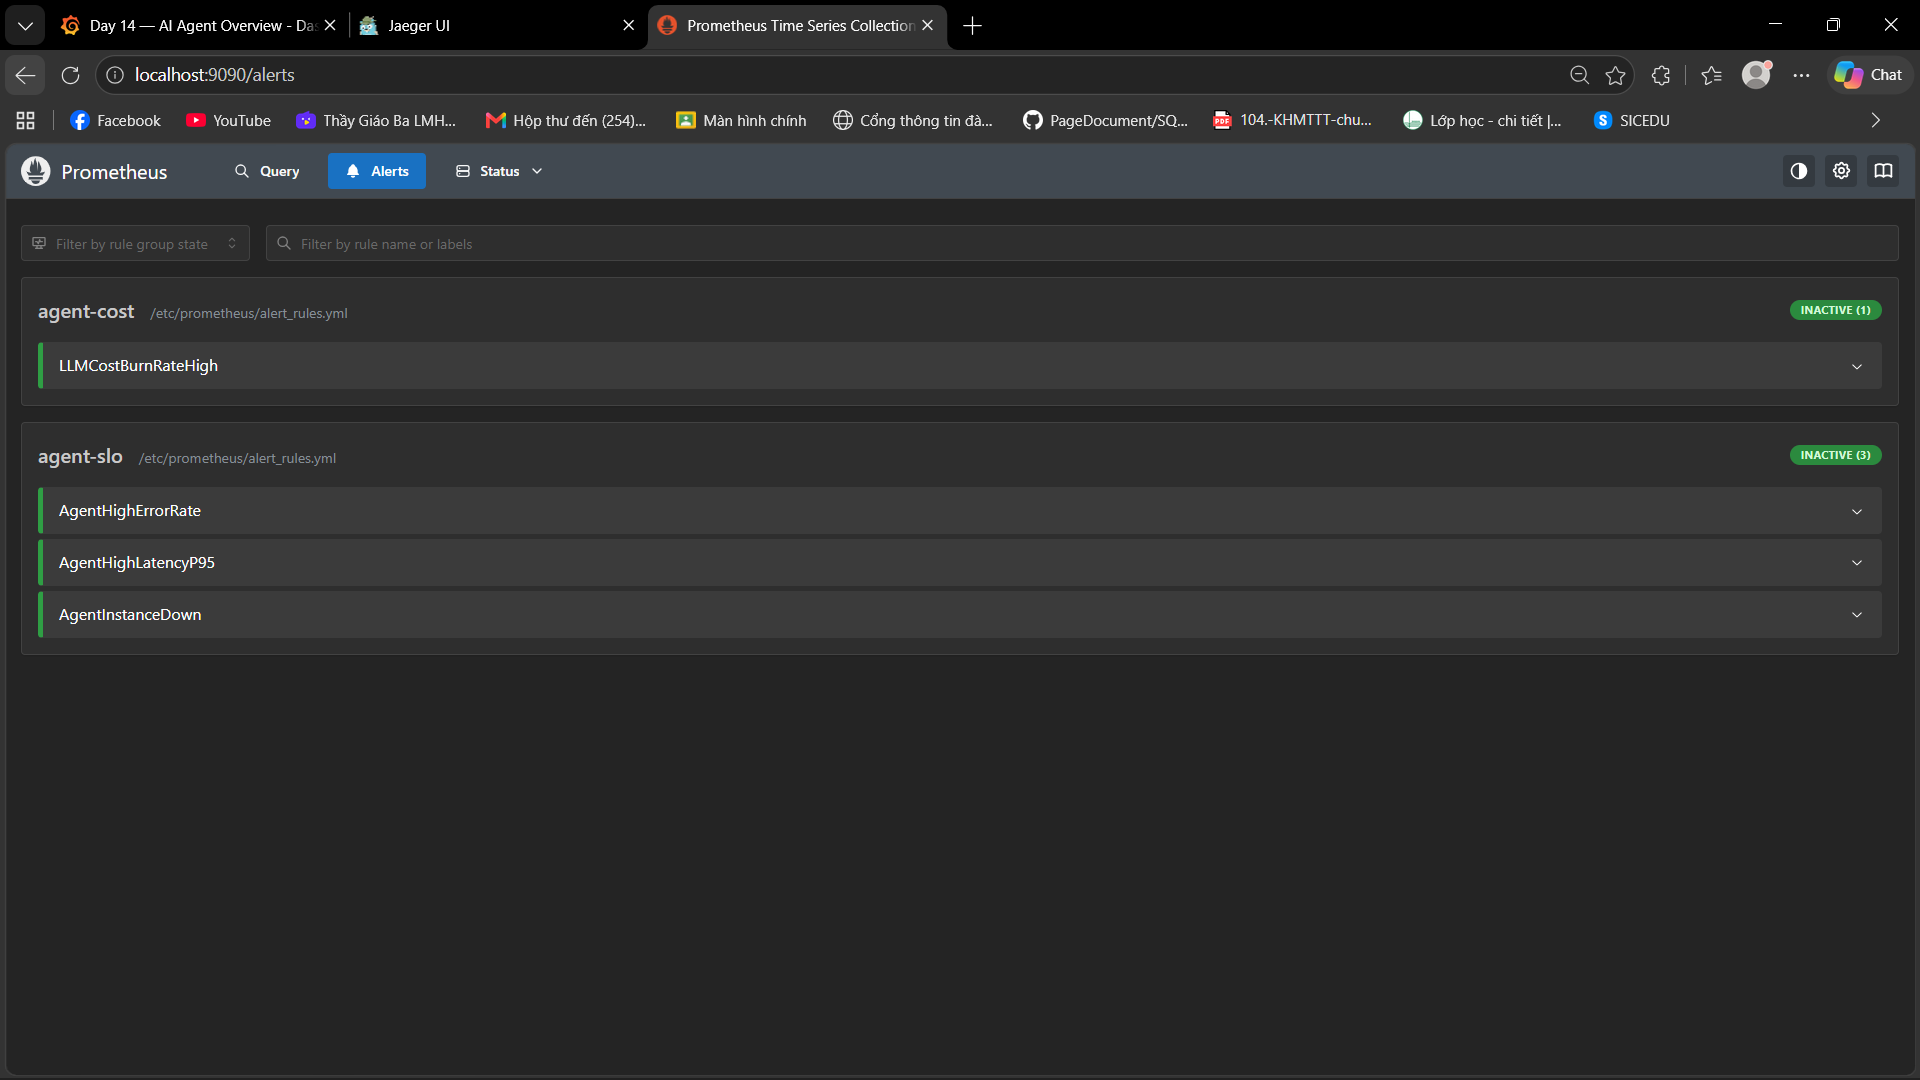 Day 14 — AI Agent Overview - Das
Jaeger UI
Prometheus Time Series Collection
localhost:9090/alerts
Chat
Facebook
YouTube
Thầy Giáo Ba LMH...
Hộp thư đến (254)...
Màn hình chính
Cổng thông tin đà...
PageDocument/SQ...
104.-KHMTTT-chu...
Lớp học - chi tiết |...
SICEDU
Prometheus
Query
Alerts
Status
Filter by rule group state
Filter by rule name or labels
agent-cost /etc/prometheus/alert_rules.yml
INACTIVE (1)
LLMCostBurnRateHigh
agent-slo /etc/prometheus/alert_rules.yml
INACTIVE (3)
AgentHighErrorRate
AgentHighLatencyP95
AgentInstanceDown